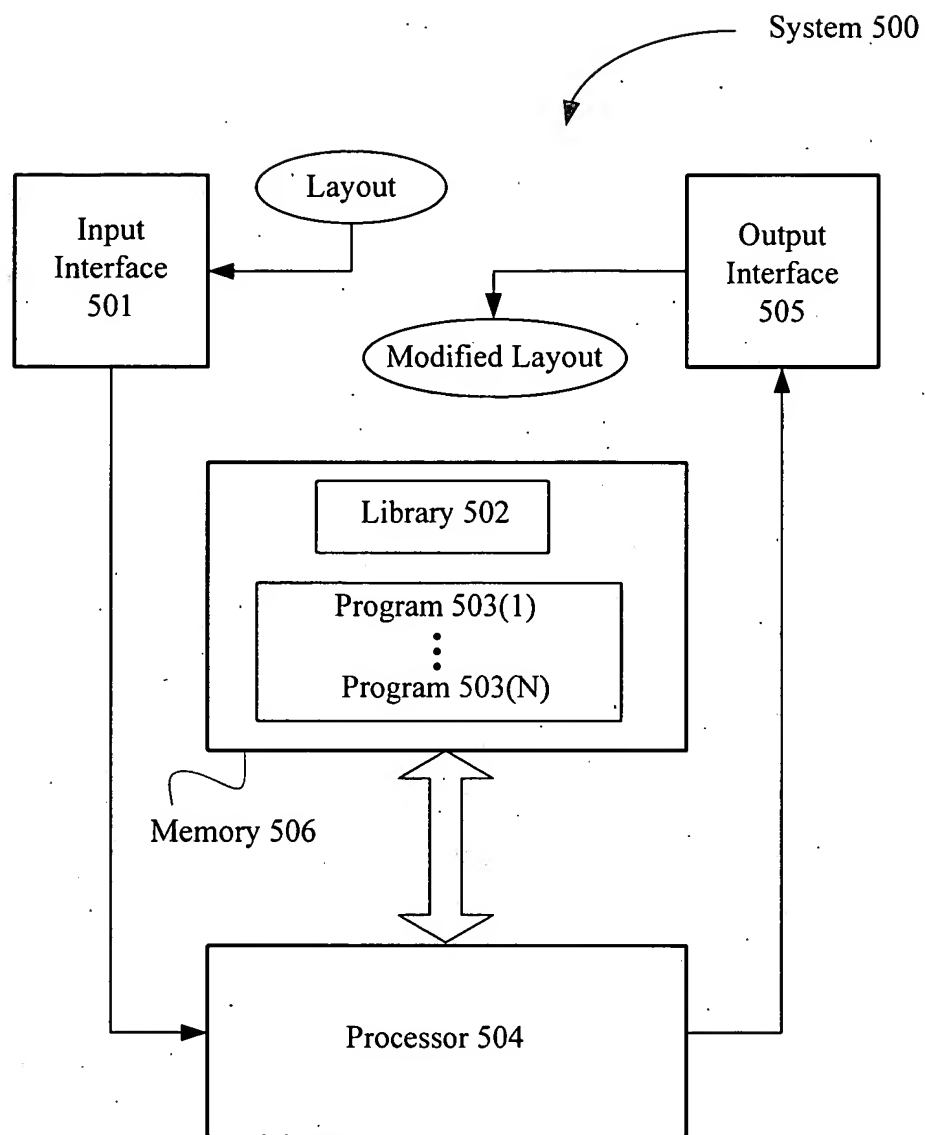 System 500
Layout
Input
Interface
501
Output
Interface
505
Modified Layout
Library 502
Program 503(1)
Program 503(N)
Memory 506
Processor 504